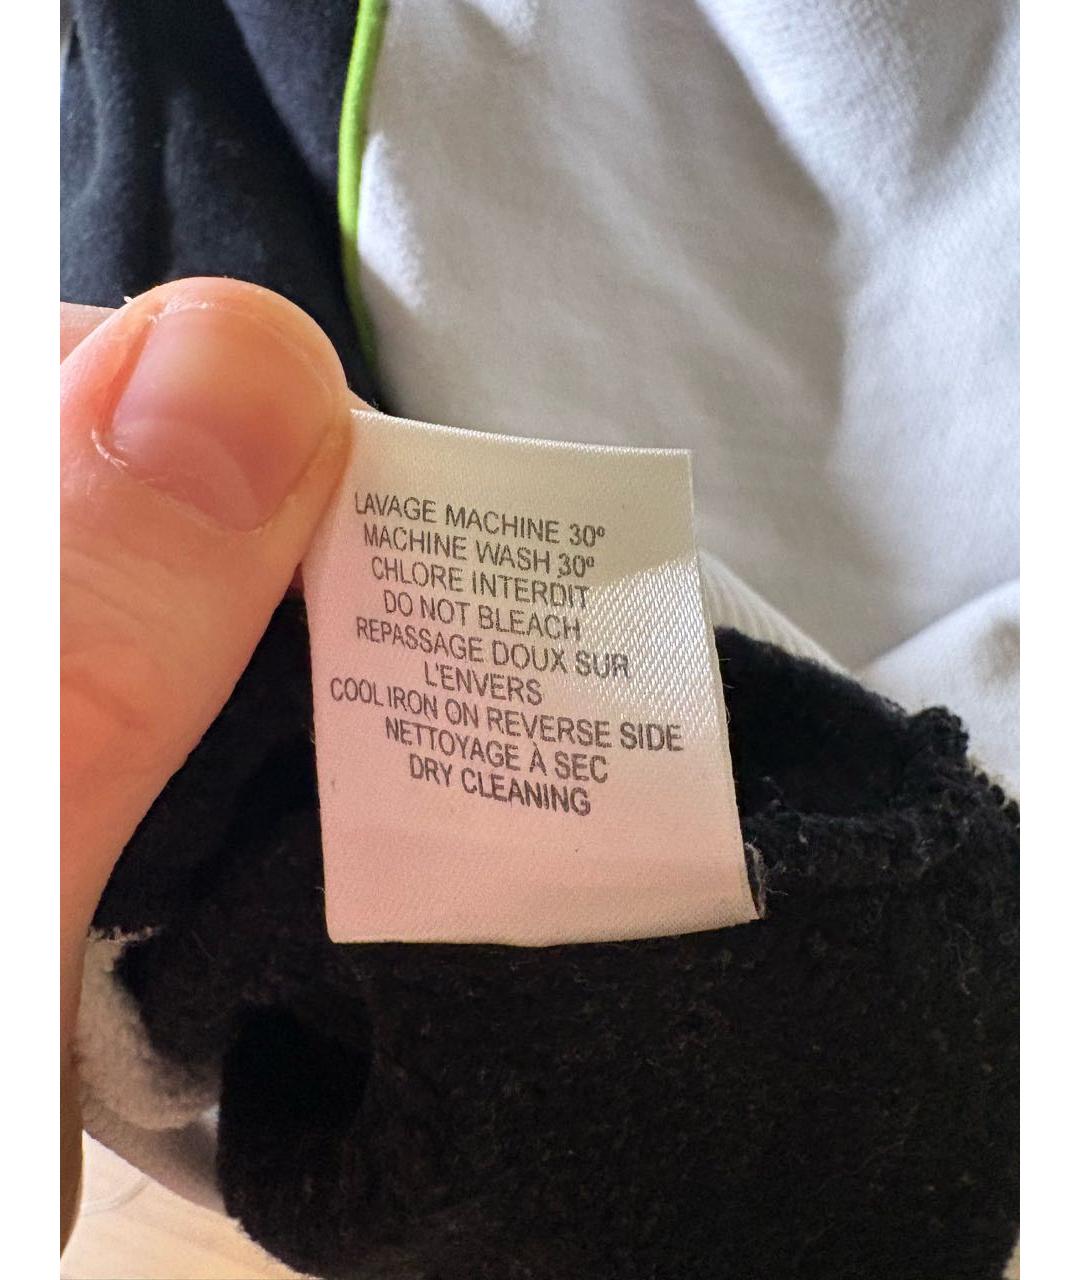 LAVAGE MACHINE 30º
MACHINE WASH 30º
CHLORE INTERDIT
DO NOT BLEACH
REPASSAGE DOUX SUR
L'ENVERS
COOL IRON ON REVERSE SIDE
NETTOYAGE À SEC
DRY CLEANING